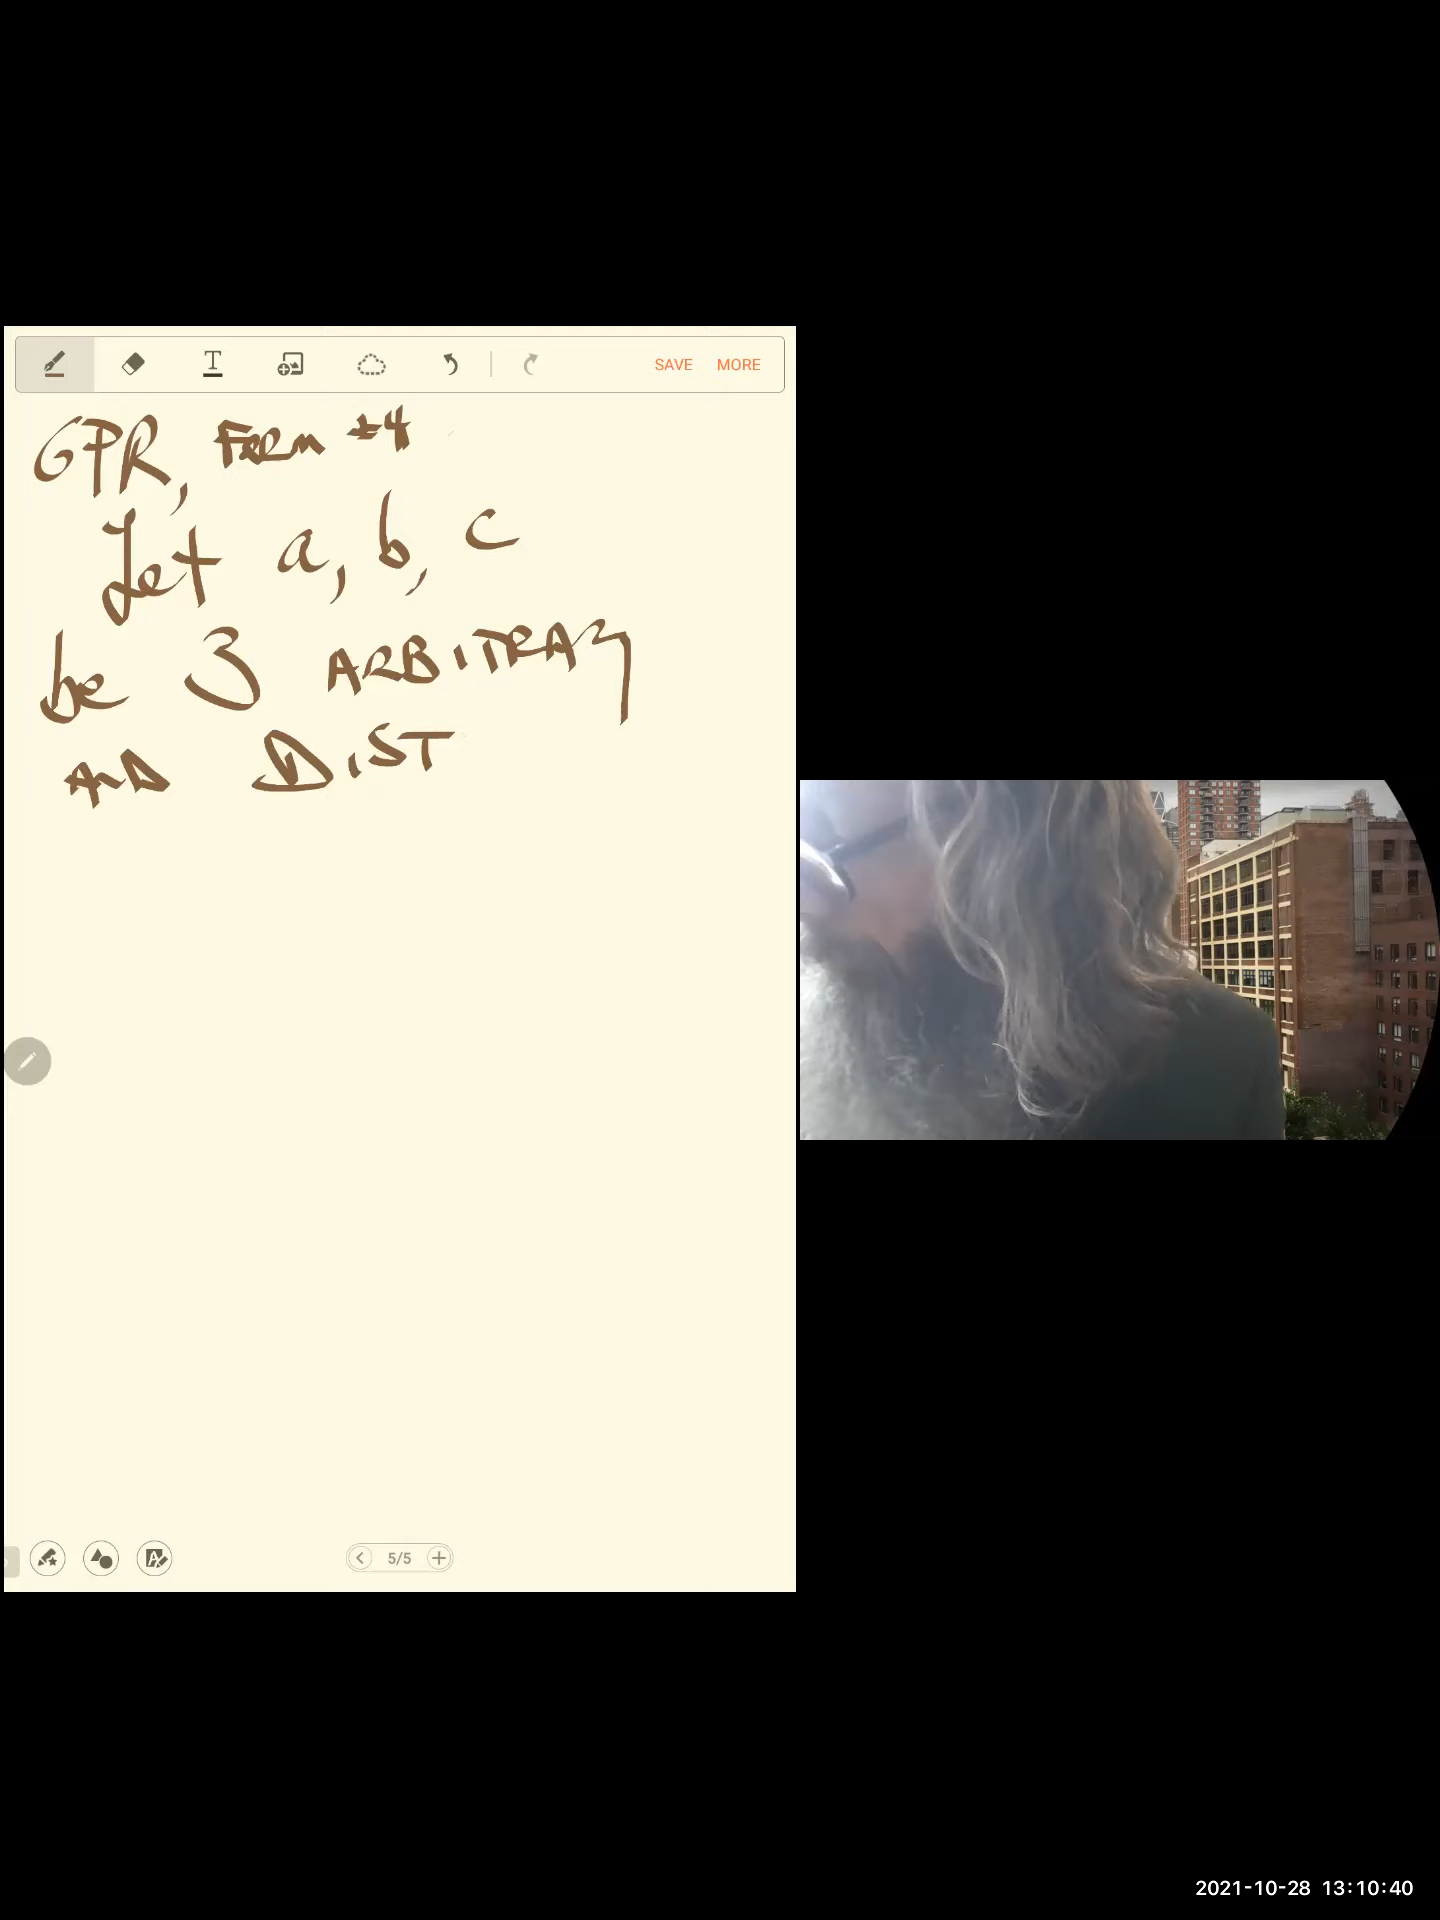 SAVE MORE
GPR, FORM #4
Let a, b, c
be 3 ARBITRARY
AND DIST
5/5
2021-10-28 13:10:40